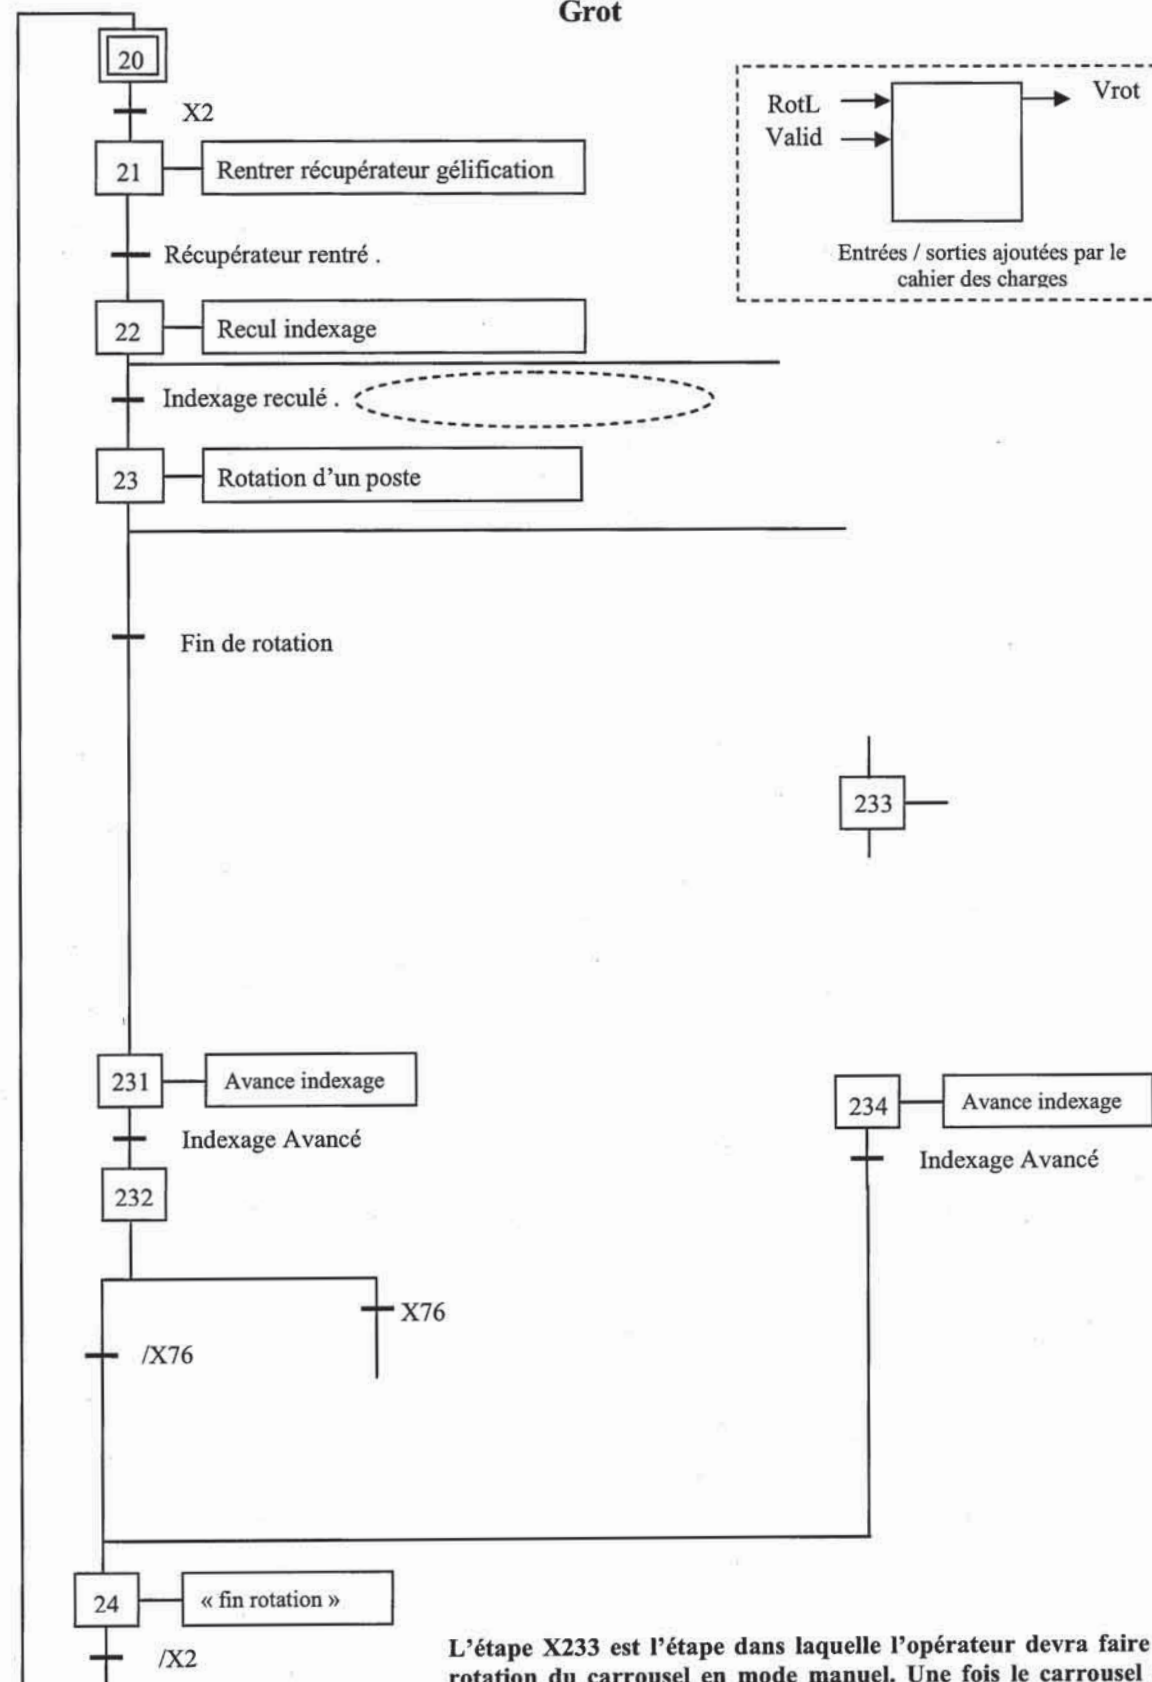 Grot
20
X2
RotL
Vrot
Valid
21
Rentrer récupérateur gélification
Récupérateur rentré .
Entrées / sorties ajoutées par le
cahier des charges
22
Recul indexage
Indexage reculé .
23
Rotation d'un poste
Fin de rotation
233
231
Avance indexage
234
Avance indexage
Indexage Avancé
Indexage Avancé
232
X76
/X76
24
« fin rotation »
/X2
L'étape X233 est l'étape dans laquelle l'opérateur devra faire
rotation du carrousel en mode manuel. Une fois le carrousel